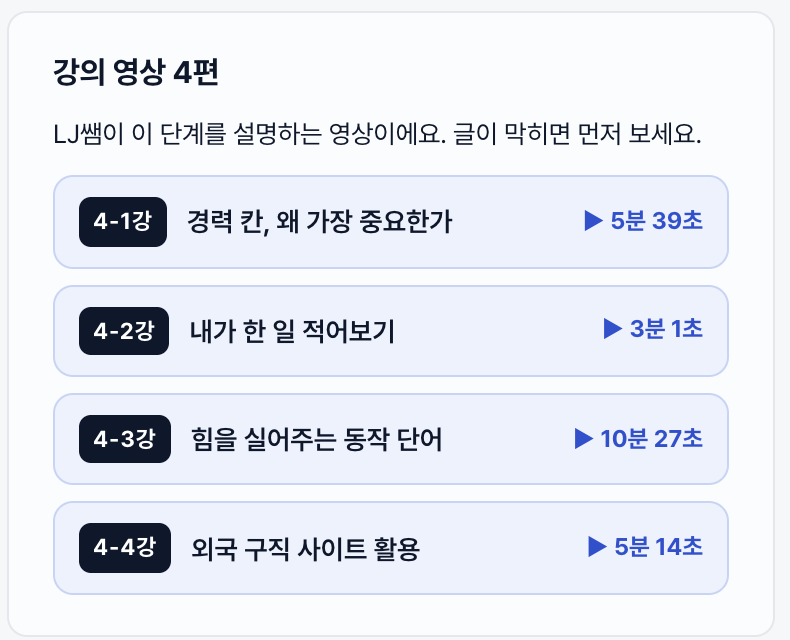 강의 영상 4편
LJ쌤이 이 단계를 설명하는 영상이에요. 글이 막히면 먼저 보세요.
4-1강 경력 칸, 왜 가장 중요한가 ▶ 5분 39초
4-2강 내가 한 일 적어보기 ▶ 3분 1초
4-3강 힘을 실어주는 동작 단어 ▶ 10분 27초
4-4강 외국 구직 사이트 활용 ▶ 5분 14초